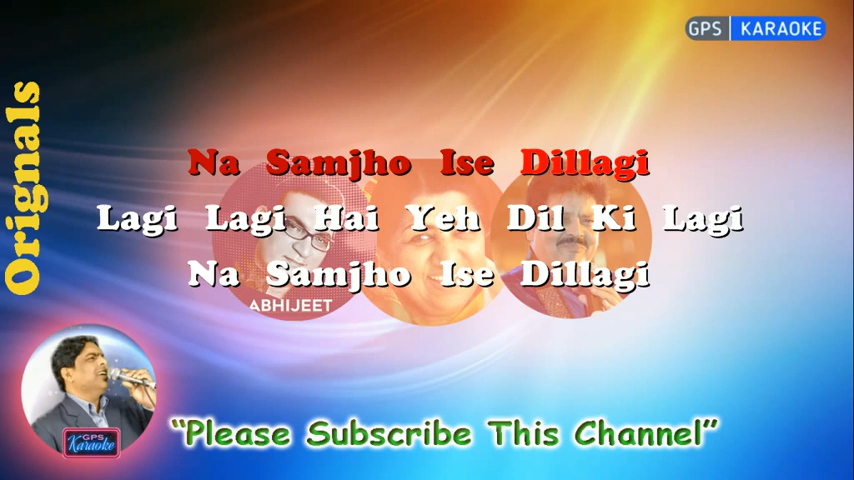 GPS | KARAOKE
Orignals
Na Samjho Ise Dillagi
Lagi Lagi Hai Yeh Dil Ki Lagi
Na Samjho Ise Dillagi
ABHIJEET
GPS
Karaoke
“Please Subscribe This Channel”